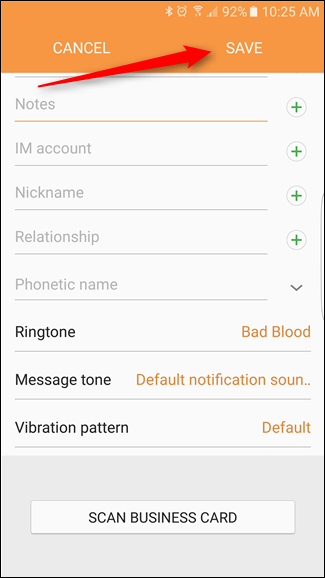 92% 10:25 AM
CANCEL SAVE
Notes
IM account
Nickname
Relationship
Phonetic name
Ringtone Bad Blood
Message tone Default notification soun..
Vibration pattern Default
SCAN BUSINESS CARD